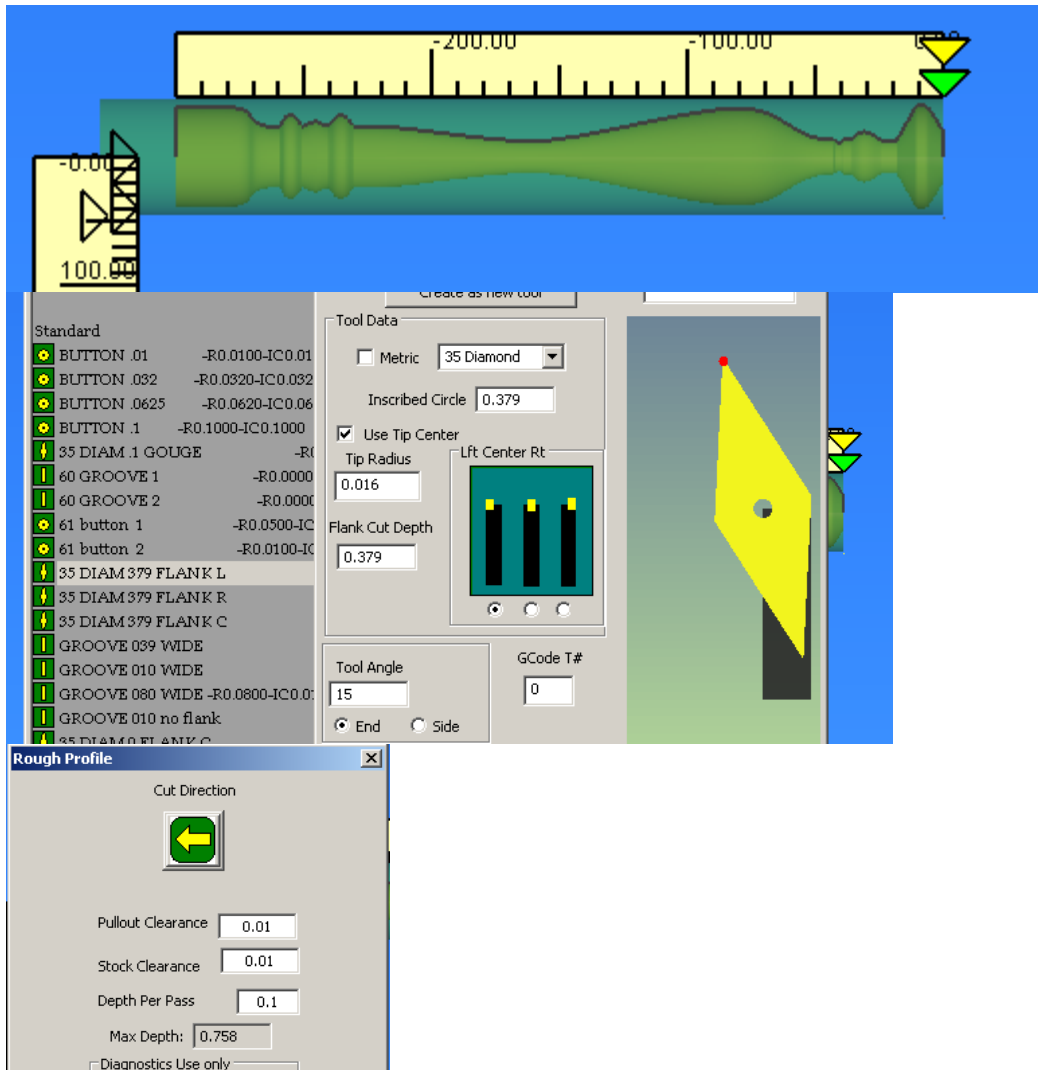 -200.00
-100.00
-0.00
100.00
Create as new tool
Standard
BUTTON .01 -R0.0100-IC0.01
BUTTON .032 -R0.0320-IC0.032
BUTTON .0625 -R0.0620-IC0.06
BUTTON .1 -R0.1000-IC0.1000
35 DIAM .1 GOUGE -R(
60 GROOVE 1 -R0.0000
60 GROOVE 2 -R0.0000
61 button 1 -R0.0500-IC
61 button 2 -R0.0100-IC
35 DIAM 379 FLANK L
35 DIAM 379 FLANK R
35 DIAM 379 FLANK C
GROOVE 039 WIDE
GROOVE 010 WIDE
GROOVE 080 WIDE -R0.0800-IC0.0
GROOVE 010 no flank
35 DIAM 0 FLANK C
Tool Data
Metric 35 Diamond
Inscribed Circle 0.379
Use Tip Center
Tip Radius
0.016
Flank Cut Depth
0.379
Lft Center Rt
Tool Angle
15
End Side
GCode T#
0
Rough Profile
Cut Direction
Pullout Clearance 0.01
Stock Clearance 0.01
Depth Per Pass 0.1
Max Depth: 0.758
Diagnostics Use only